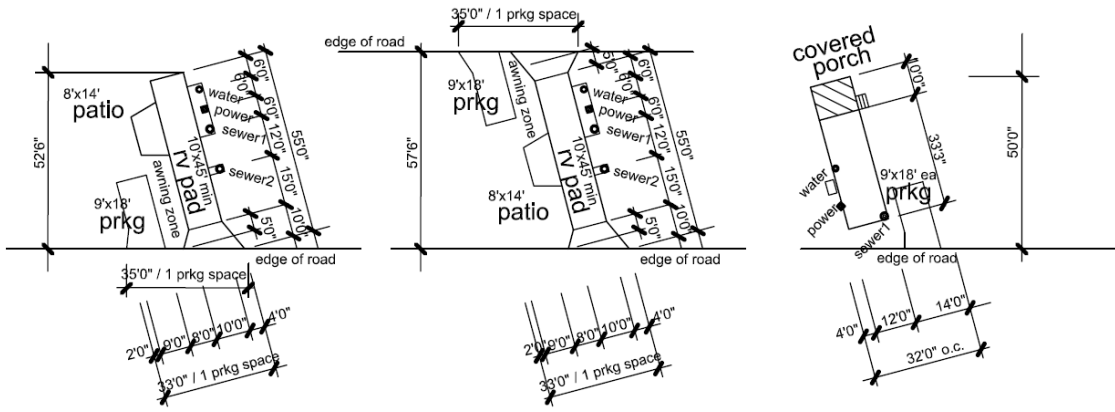 52'6"
8'x14'
patio
9'x18'
prkg
awning zone
10'x45' min
rv pad
water
power
sewer1
sewer2
6'0"
6'0"
6'0"
12'0"
15'0"
10'0"
5'0"
55'0"
edge of road
35'0" / 1 prkg space
2'0"
9'0"
8'0"
10'0"
4'0"
33'0" / 1 prkg space
35'0" / 1 prkg space
edge of road
57'6"
9'x18'
prkg
awning zone
8'x14'
patio
10'x45' min
rv pad
water
power
sewer1
sewer2
5'0"
6'0"
6'0"
6'0"
12'0"
15'0"
10'0"
5'0"
55'0"
edge of road
2'0"
9'0"
8'0"
10'0"
4'0"
33'0" / 1 prkg space
covered
porch
10'0"
33'3"
50'0"
9'x18' ea
prkg
water
power
sewer1
edge of road
4'0"
12'0"
14'0"
32'0" o.c.